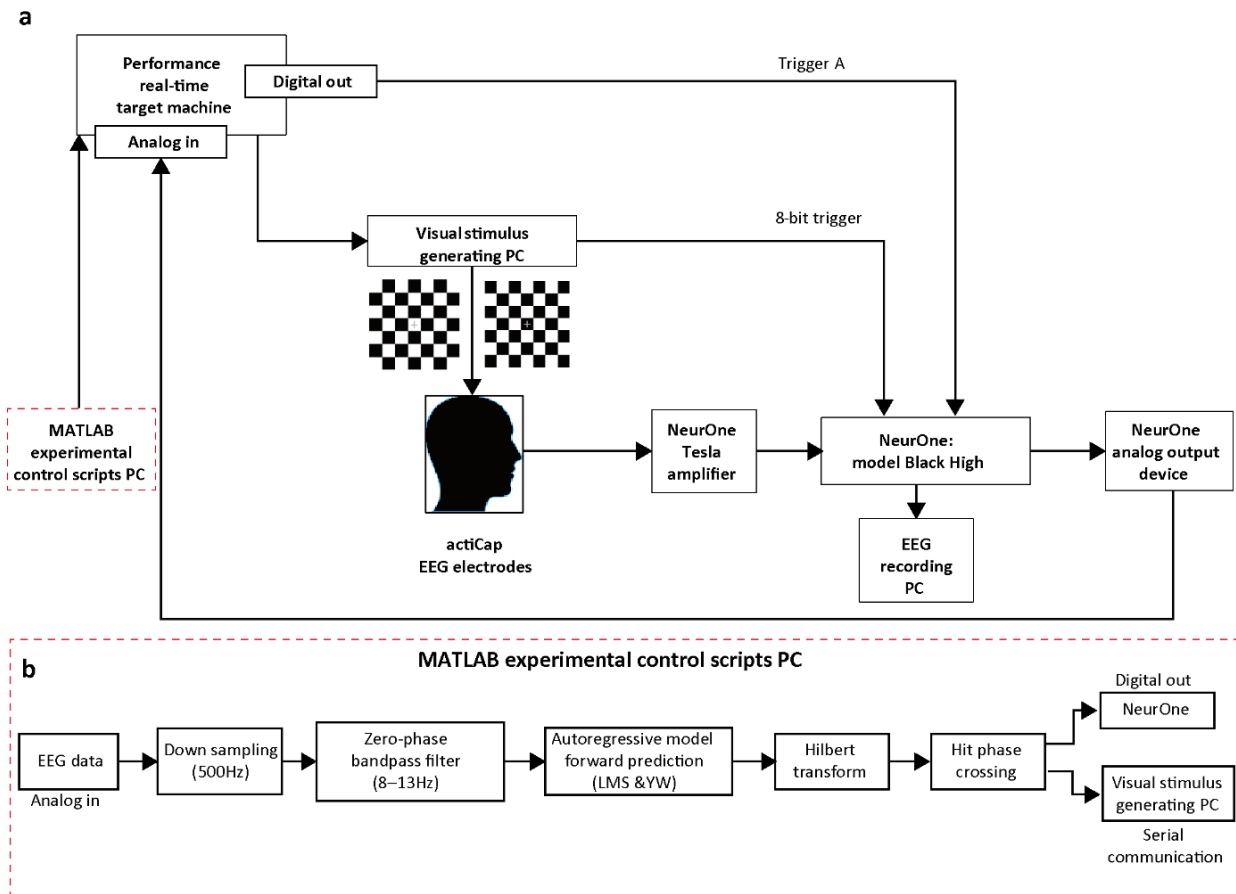 a
Performance
real-time
target machine
Digital out
Analog in
Trigger A
Visual stimulus
generating PC
8-bit trigger
MATLAB
experimental
control scripts PC
actiCap
EEG electrodes
NeurOne
Tesla
amplifier
NeurOne:
model Black High
NeurOne
analog output
device
EEG
recording
PC
b
MATLAB experimental control scripts PC
EEG data
Analog in
Down sampling
(500Hz)
Zero-phase
bandpass filter
(8–13Hz)
Autoregressive model
forward prediction
(LMS &YW)
Hilbert
transform
Hit phase
crossing
Digital out
NeurOne
Visual stimulus
generating PC
Serial
communication